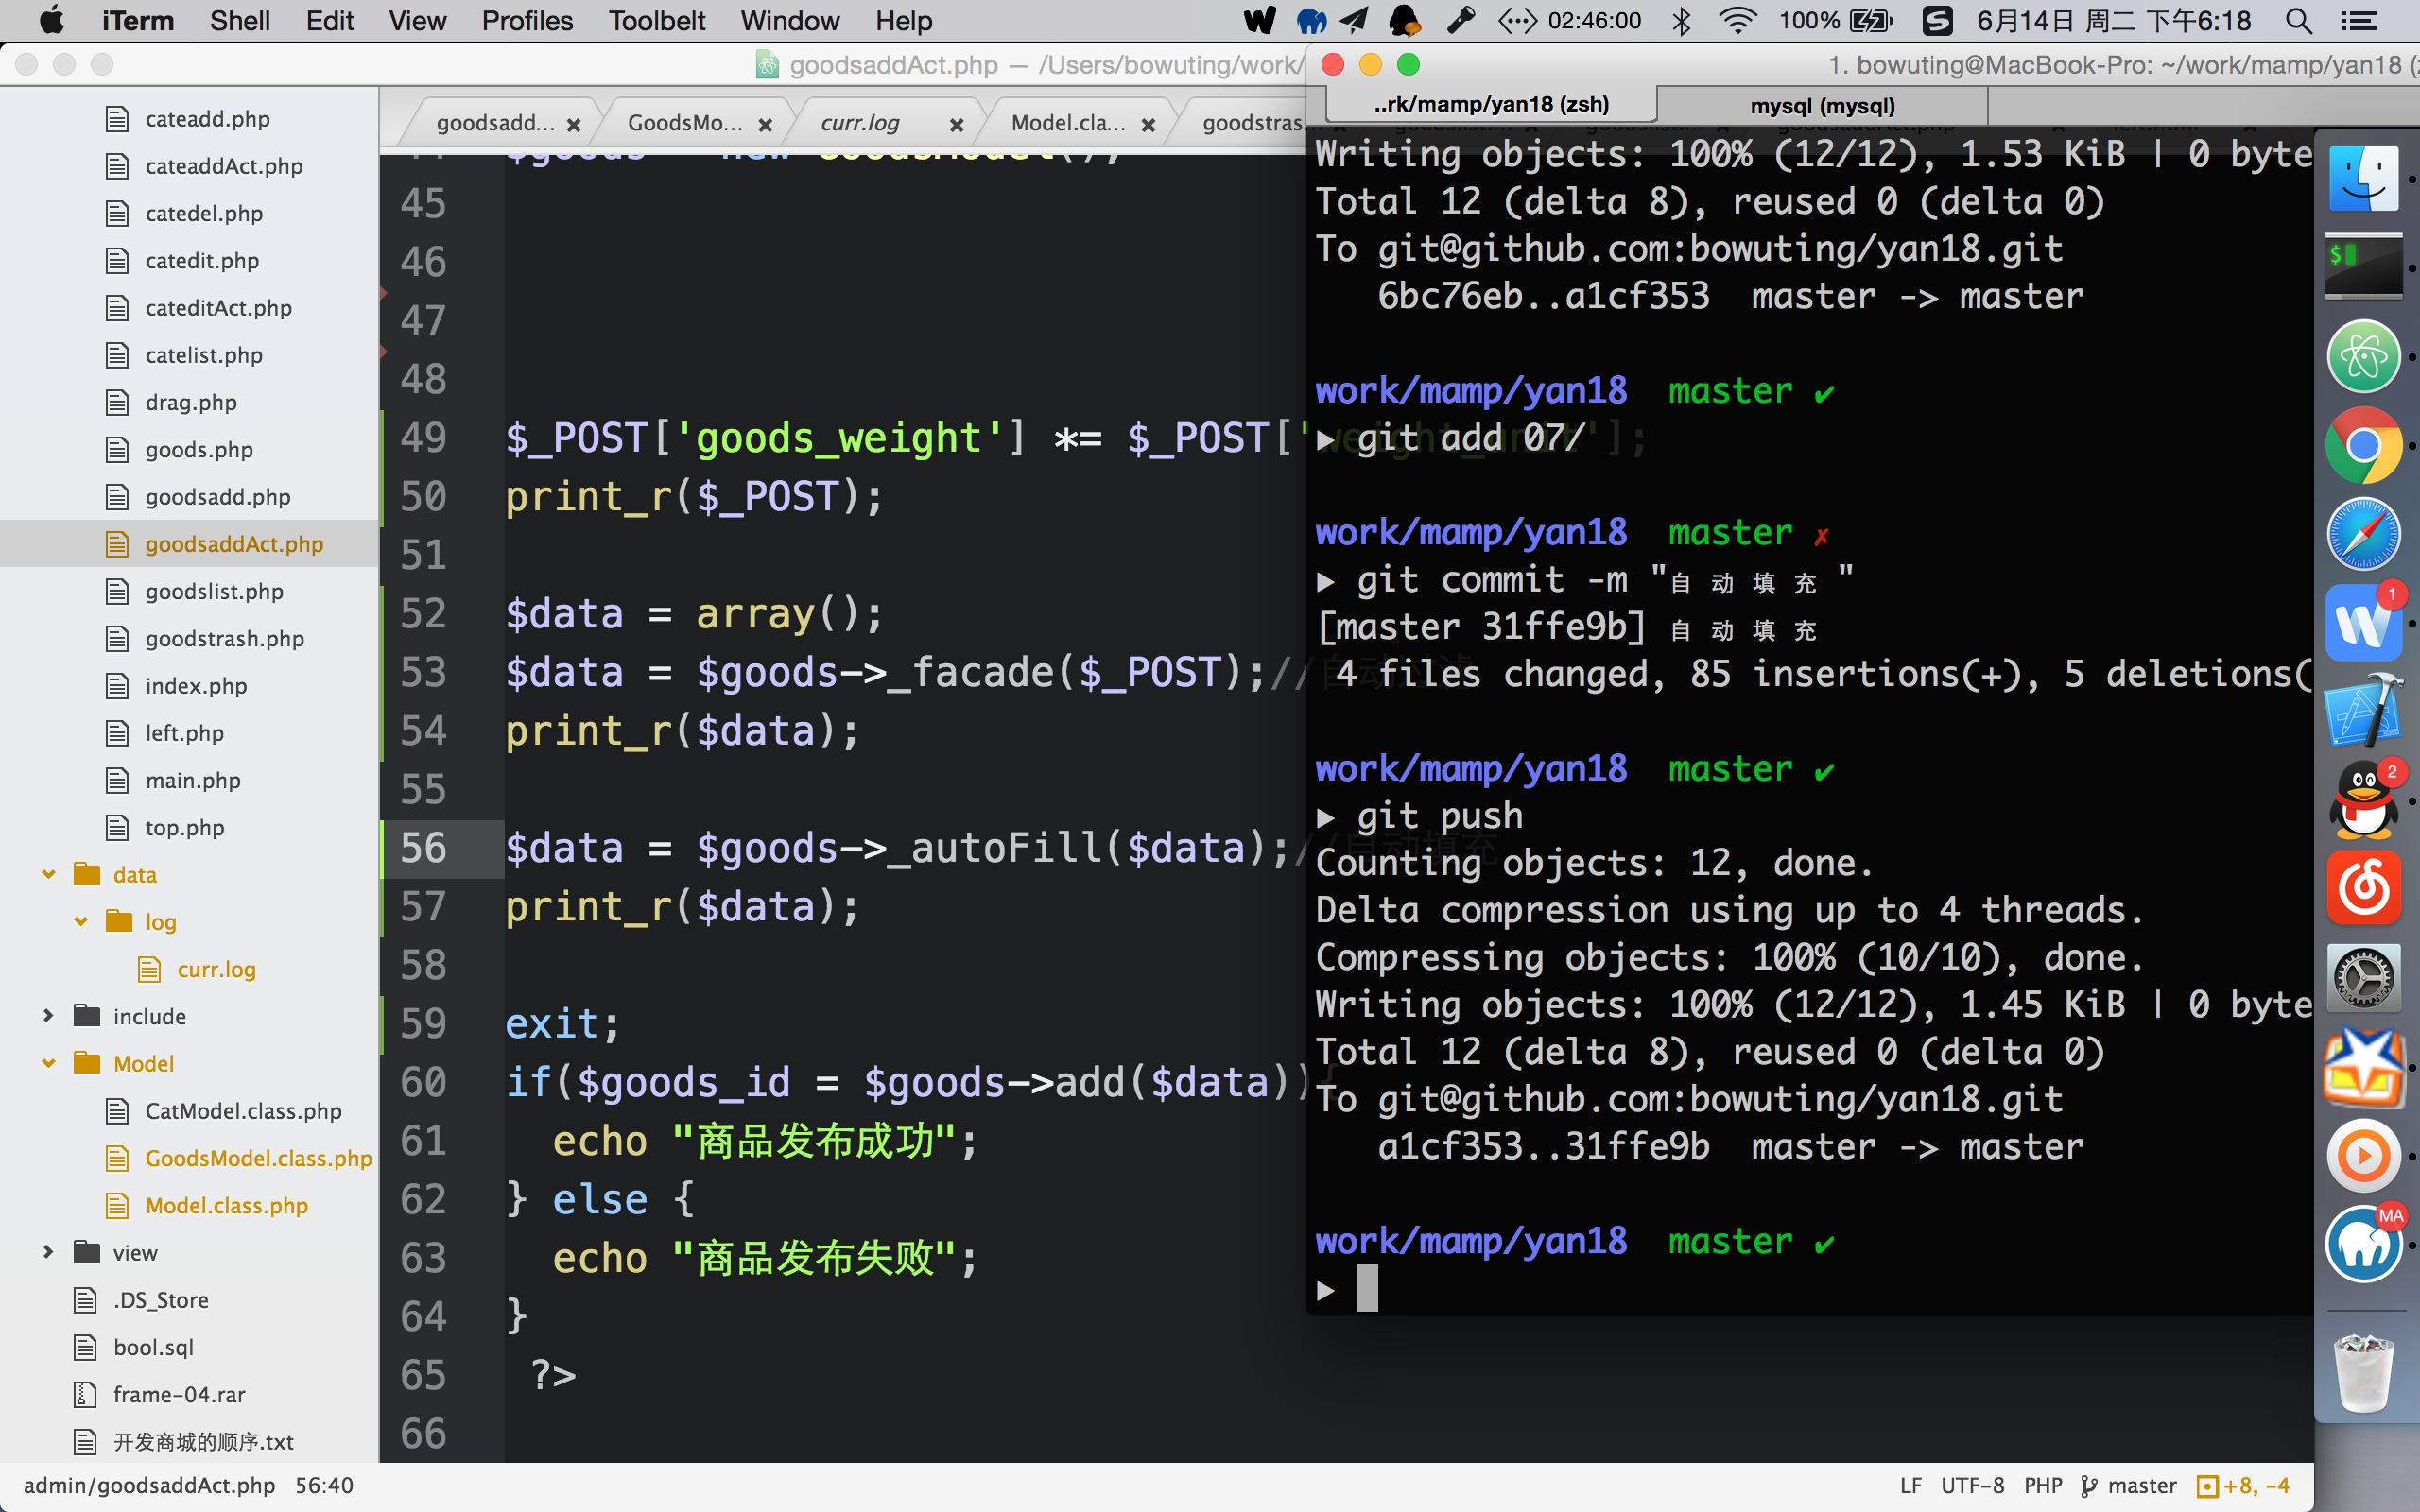 iTerm Shell Edit View Profiles Toolbelt Window Help
02:46:00 100% 6月14日 周二 下午6:18
goodsaddAct.php — /Users/bowuting/work/
1. bowuting@MacBook-Pro: ~/work/mamp/yan18
goodsadd... GoodsMo... curr.log Model.cla... goodstras
..rk/mamp/yan18 (zsh)
mysql (mysql)
cateadd.php
cateaddAct.php
catedel.php
catedit.php
cateditAct.php
catelist.php
drag.php
goods.php
goodsadd.php
goodsaddAct.php
goodslist.php
goodstrash.php
index.php
left.php
main.php
top.php
data
log
curr.log
include
Model
CatModel.class.php
GoodsModel.class.php
Model.class.php
view
.DS_Store
bool.sql
frame-04.rar
开发商城的顺序.txt
45
46
47
48
49 $_POST['goods_weight'] *= $_POST['weight_unit'];
50 print_r($_POST);
51
52 $data = array();
53 $data = $goods->_facade($_POST);//自动过滤
54 print_r($data);
55
56 $data = $goods->_autoFill($data);//自动填充
57 print_r($data);
58
59 exit;
60 if($goods_id = $goods->add($data)){
61 echo "商品发布成功";
62 } else {
63 echo "商品发布失败";
64 }
65 ?>
66
Writing objects: 100% (12/12), 1.53 KiB | 0 byte
Total 12 (delta 8), reused 0 (delta 0)
To git@github.com:bowuting/yan18.git
6bc76eb..a1cf353 master -> master
work/mamp/yan18 master ✔
▶ git add 07/
work/mamp/yan18 master ✗
▶ git commit -m "自动填充"
[master 31ffe9b] 自动填充
4 files changed, 85 insertions(+), 5 deletions(
work/mamp/yan18 master ✔
▶ git push
Counting objects: 12, done.
Delta compression using up to 4 threads.
Compressing objects: 100% (10/10), done.
Writing objects: 100% (12/12), 1.45 KiB | 0 byte
Total 12 (delta 8), reused 0 (delta 0)
To git@github.com:bowuting/yan18.git
a1cf353..31ffe9b master -> master
work/mamp/yan18 master ✔
▶
1
2
MA
admin/goodsaddAct.php 56:40
LF UTF-8 PHP master +8, -4